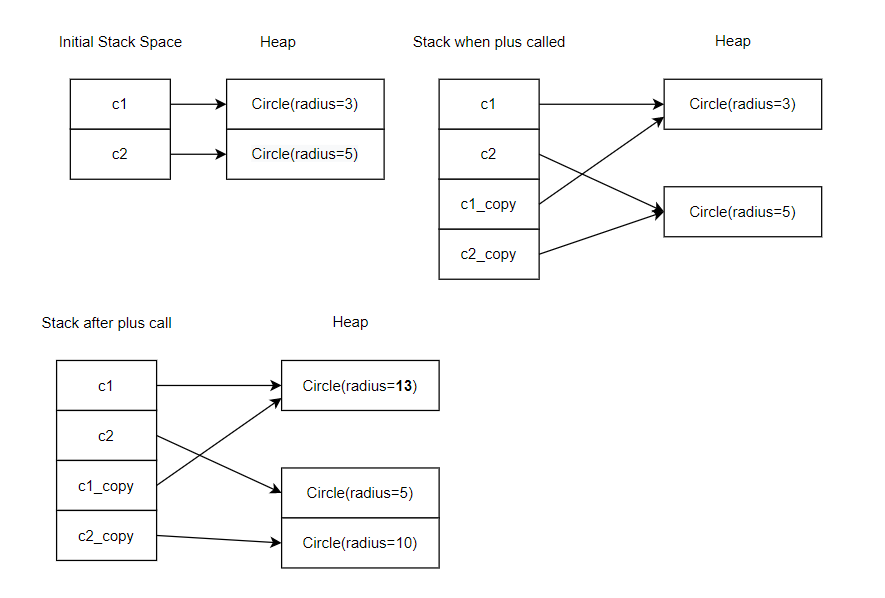 Initial Stack Space
Heap
c1
Circle(radius=3)
c2
Circle(radius=5)
Stack when plus called
Heap
c1
Circle(radius=3)
c2
c1_copy
Circle(radius=5)
c2_copy
Stack after plus call
Heap
c1
Circle(radius=13)
c2
c1_copy
Circle(radius=5)
c2_copy
Circle(radius=10)